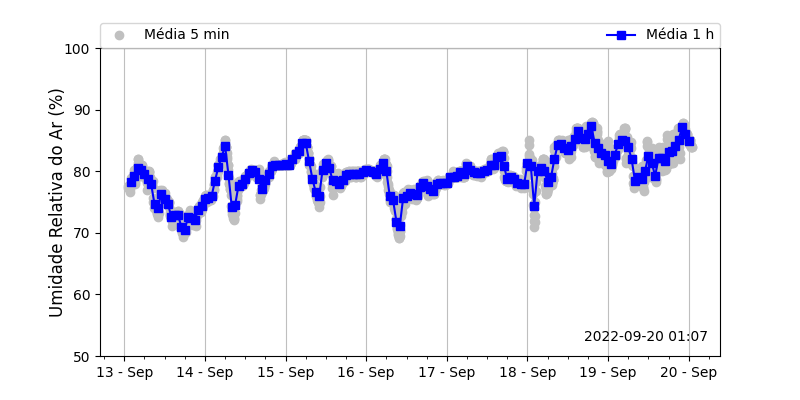 Média 5 min Média 1 h
Umidade Relativa do Ar (%)
100
90
80
70
60
50
2022-09-20 01:07
13 - Sep 14 - Sep 15 - Sep 16 - Sep 17 - Sep 18 - Sep 19 - Sep 20 - Sep